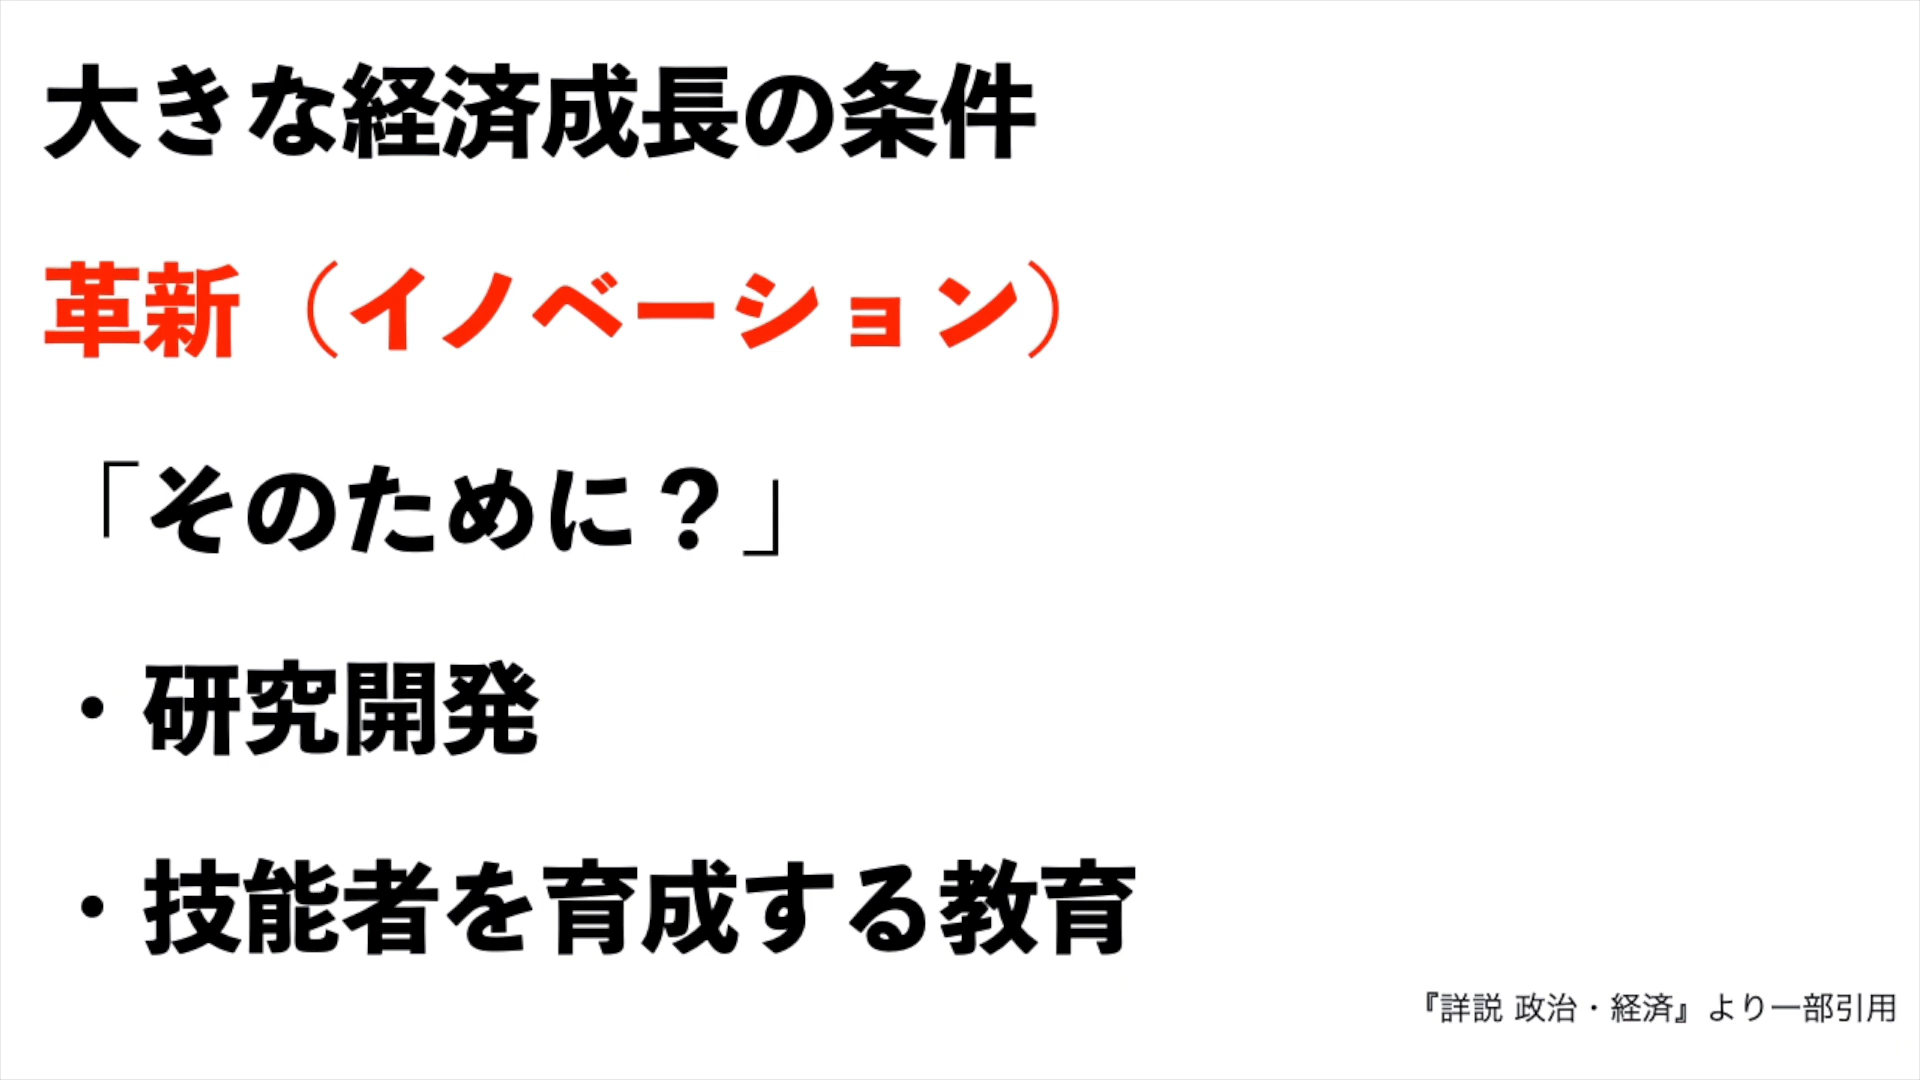 大きな経済成長の条件
革新（イノベーション）
「そのために？」
・研究開発
・技能者を育成する教育
『詳説 政治・経済』より一部引用